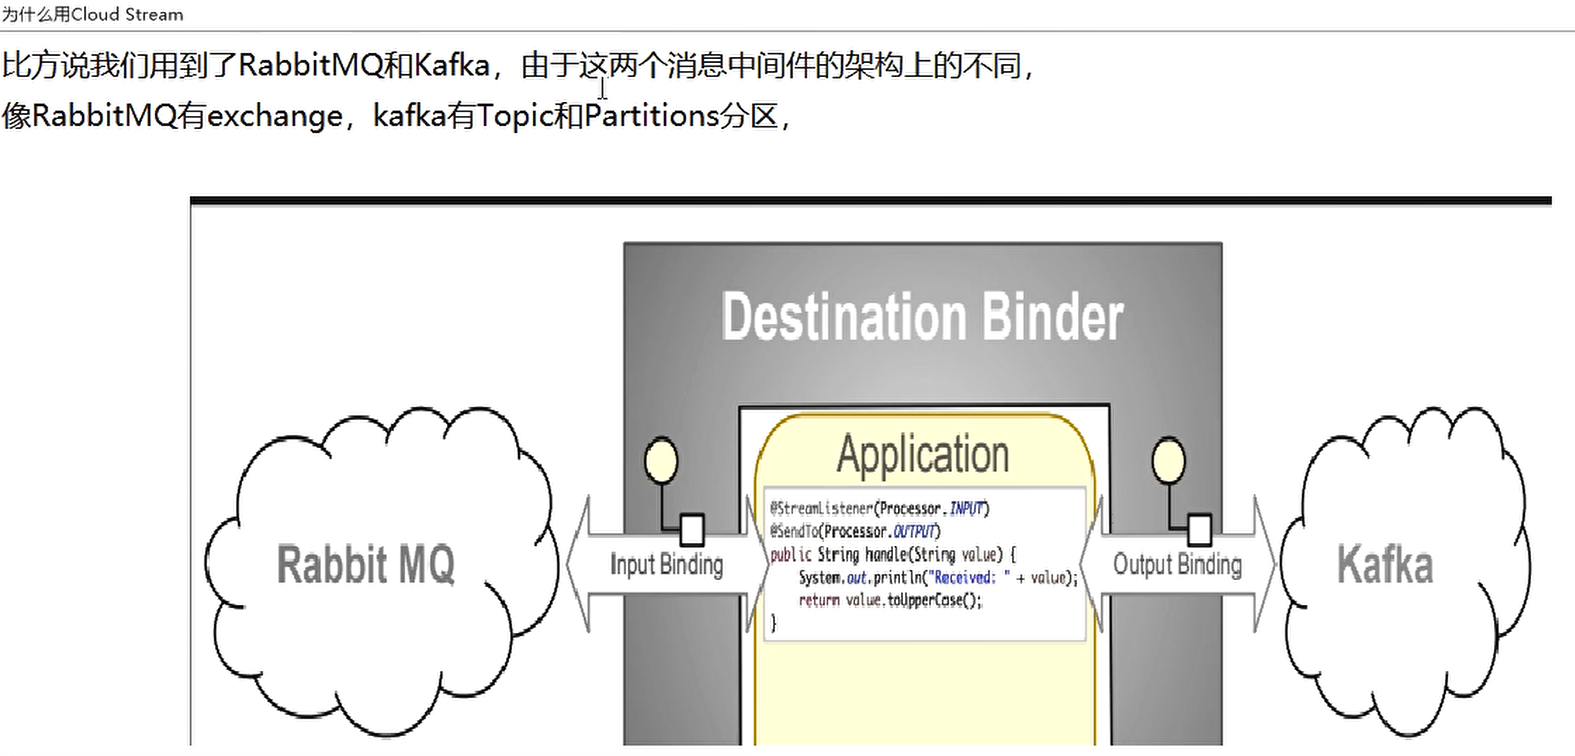 为什么用Cloud Stream
比方说我们用到了RabbitMQ和Kafka，由于这两个消息中间件的架构上的不同，
像RabbitMQ有exchange，kafka有Topic和Partitions分区，
Destination Binder
Application
@StreamListener(Processor.INPUT)
@SendTo(Processor.OUTPUT)
public String handle(String value) {
System.out.println("Received: " + value);
return value.toUpperCase();
}
Rabbit MQ
Input Binding
Output Binding
Kafka